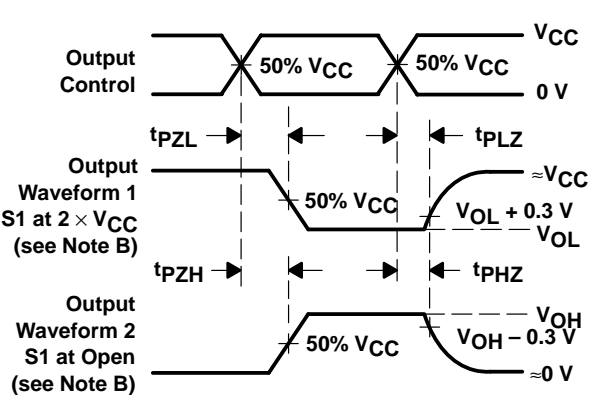 Output
Control
50% VCC
50% VCC
VCC
0 V
tPZL
tPLZ
Output
Waveform 1
S1 at 2 × VCC
(see Note B)
50% VCC
≈VCC
VOL + 0.3 V
VOL
tPZH
tPHZ
Output
Waveform 2
S1 at Open
(see Note B)
50% VCC
VOH
VOH − 0.3 V
≈0 V